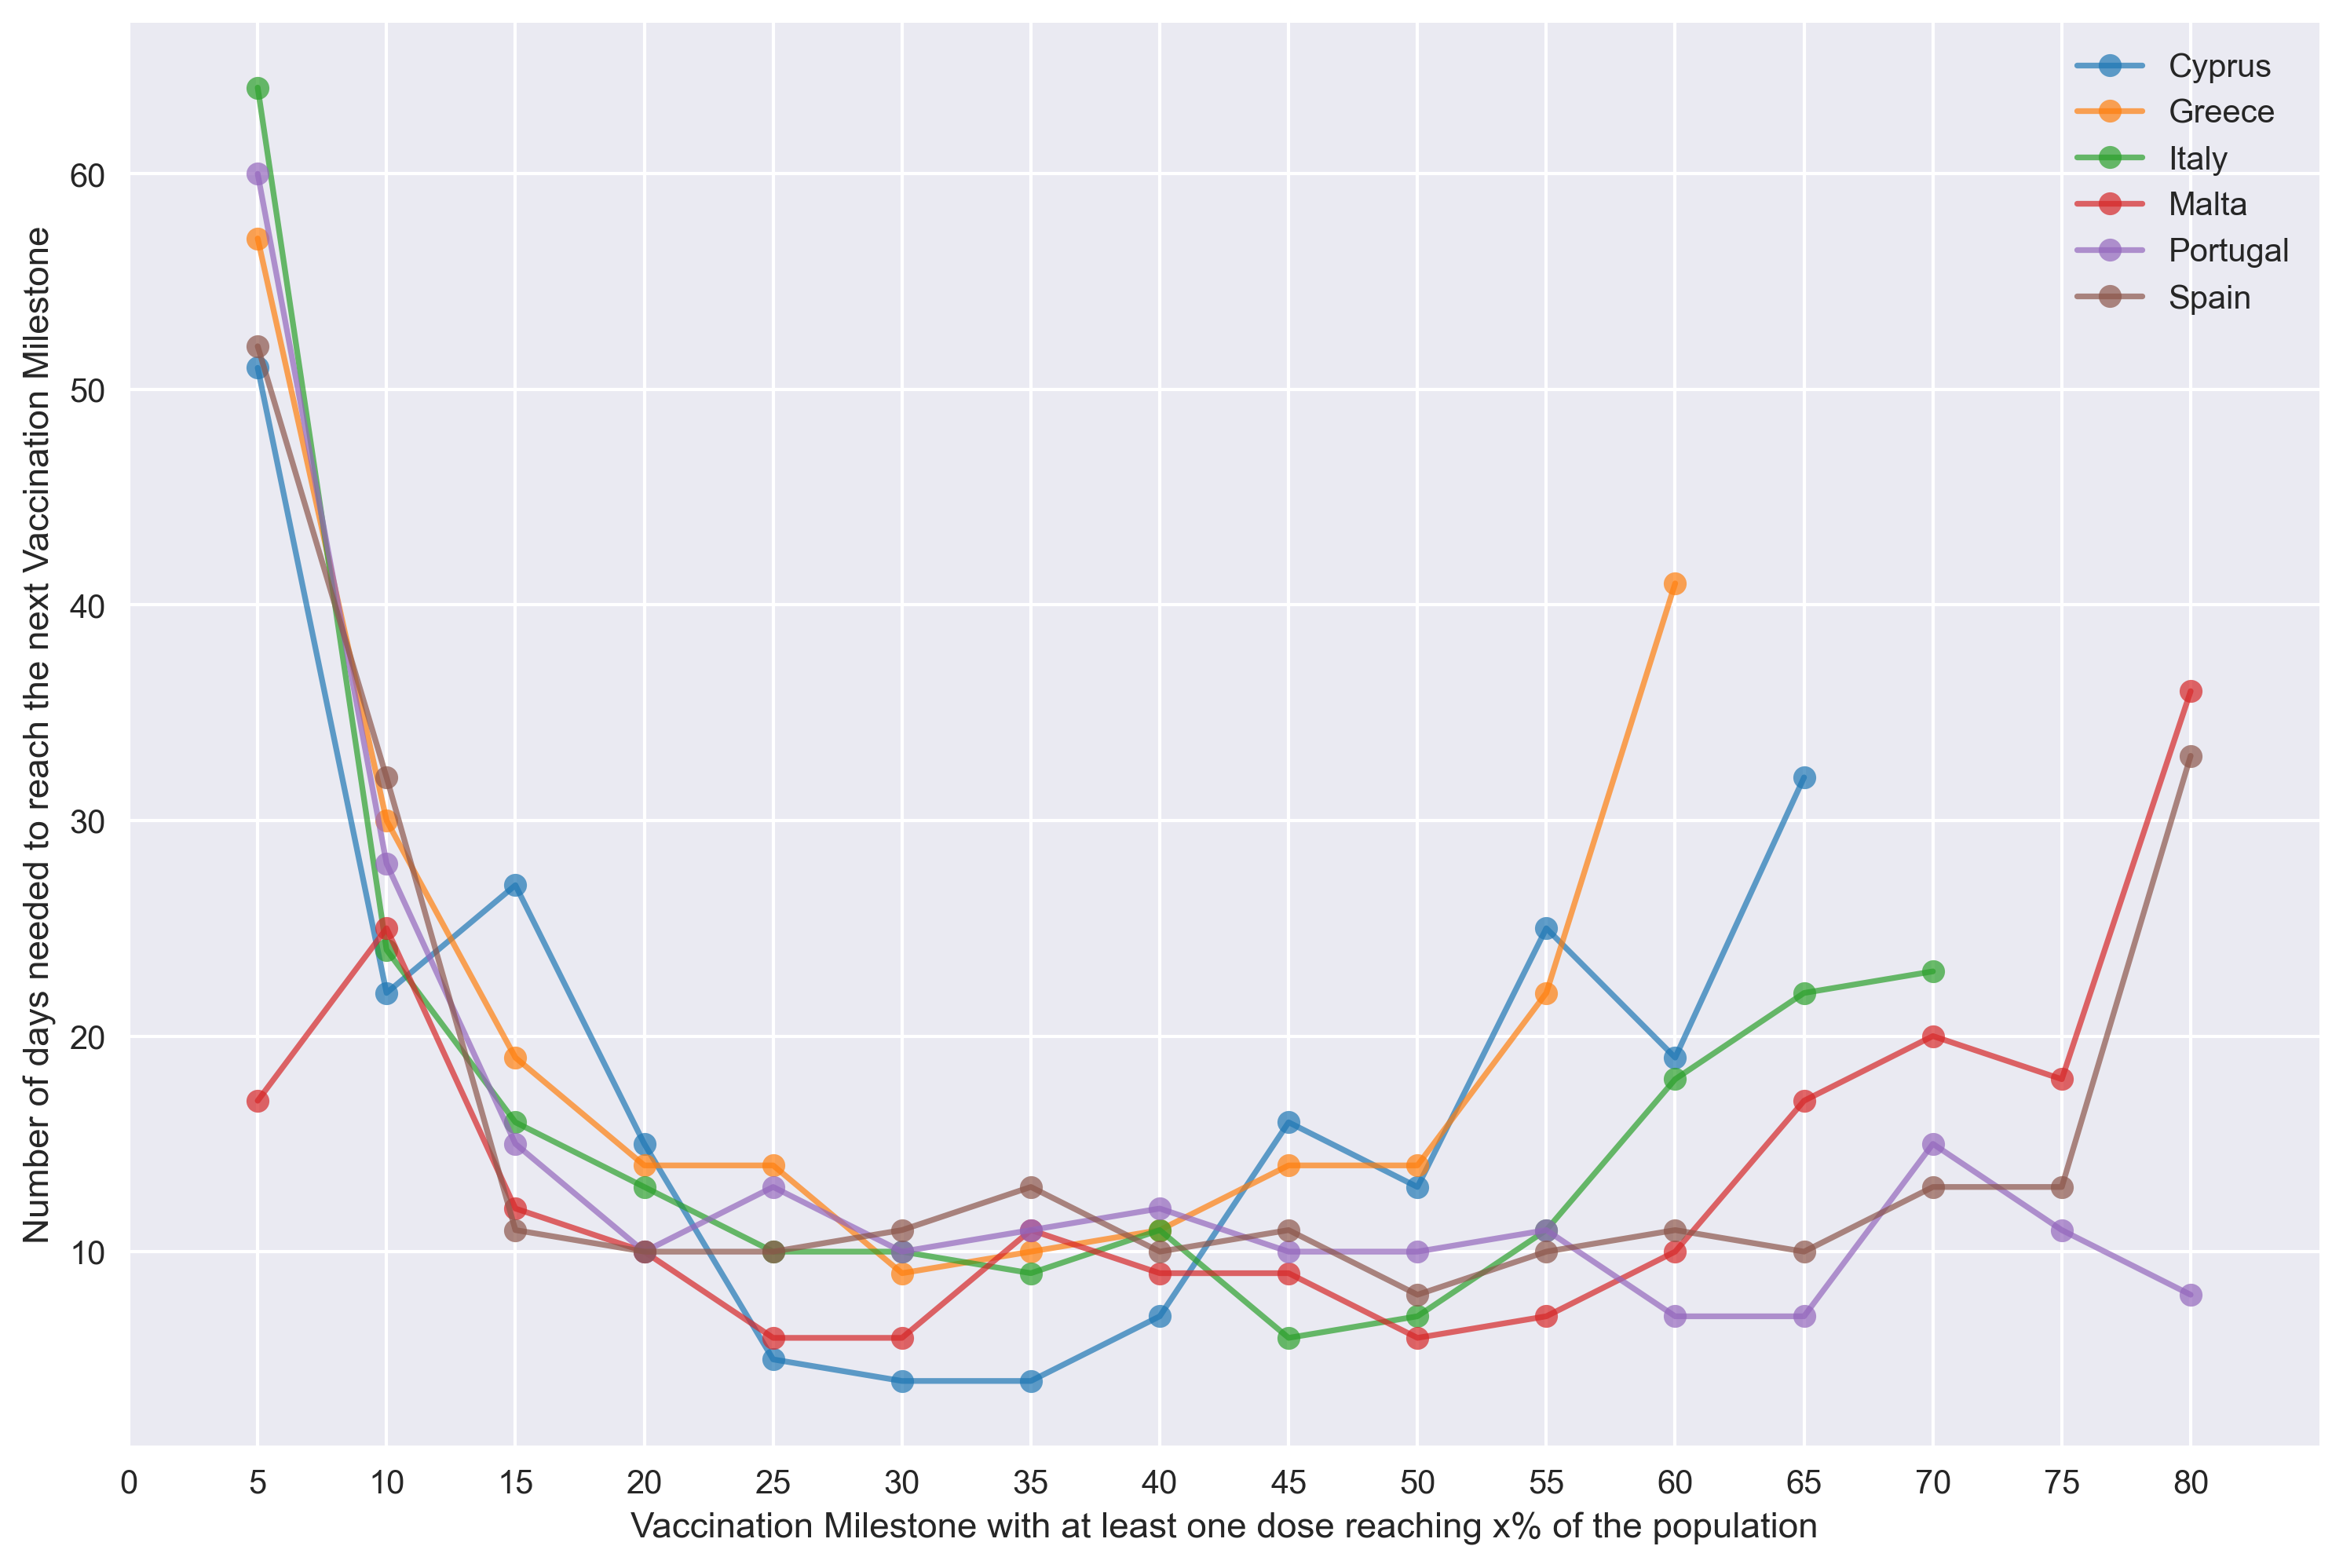 Cyprus
Greece
Italy
Malta
Portugal
Spain
Number of days needed to reach the next Vaccination Milestone
60
50
40
30
20
10
0 5 10 15 20 25 30 35 40 45 50 55 60 65 70 75 80
Vaccination Milestone with at least one dose reaching x% of the population